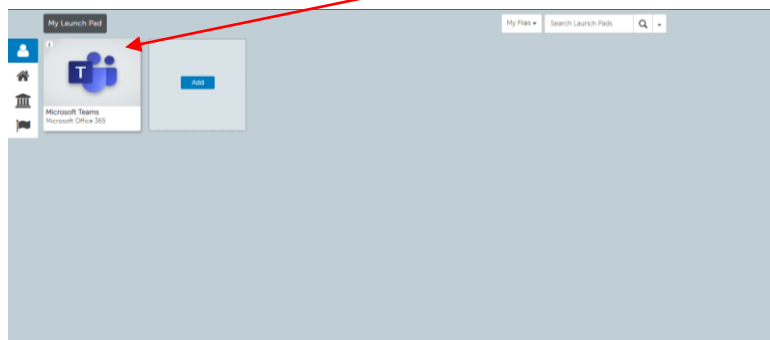 My Launch Pad
My Files
Search Launch Pads
i
T
Add
Microsoft Teams
Microsoft Office 365